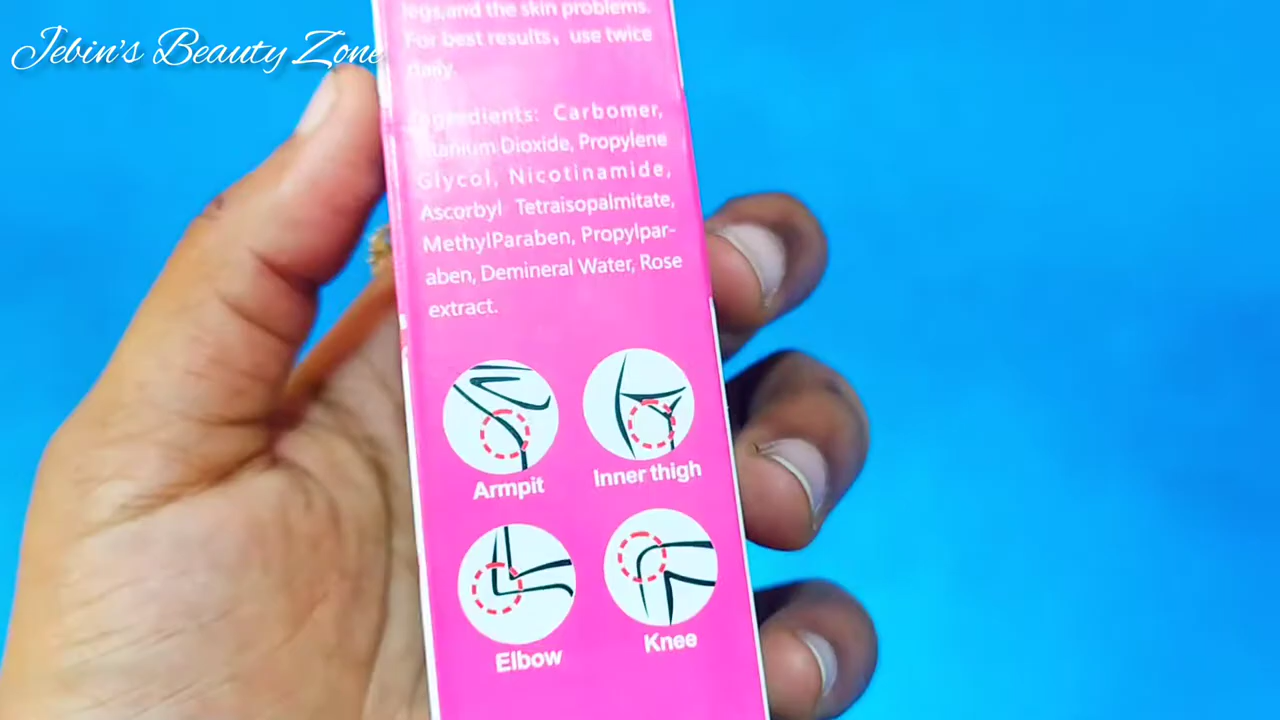 Jebin's Beauty Zone
legs,and the skin problems.
For best results、use twice
daily.
Ingredients: Carbomer,
Titanium Dioxide, Propylene
Glycol, Nicotinamide,
Ascorbyl Tetraisopalmitate,
MethylParaben, Propylpar-
aben, Demineral Water, Rose
extract.
Armpit
Inner thigh
Elbow
Knee